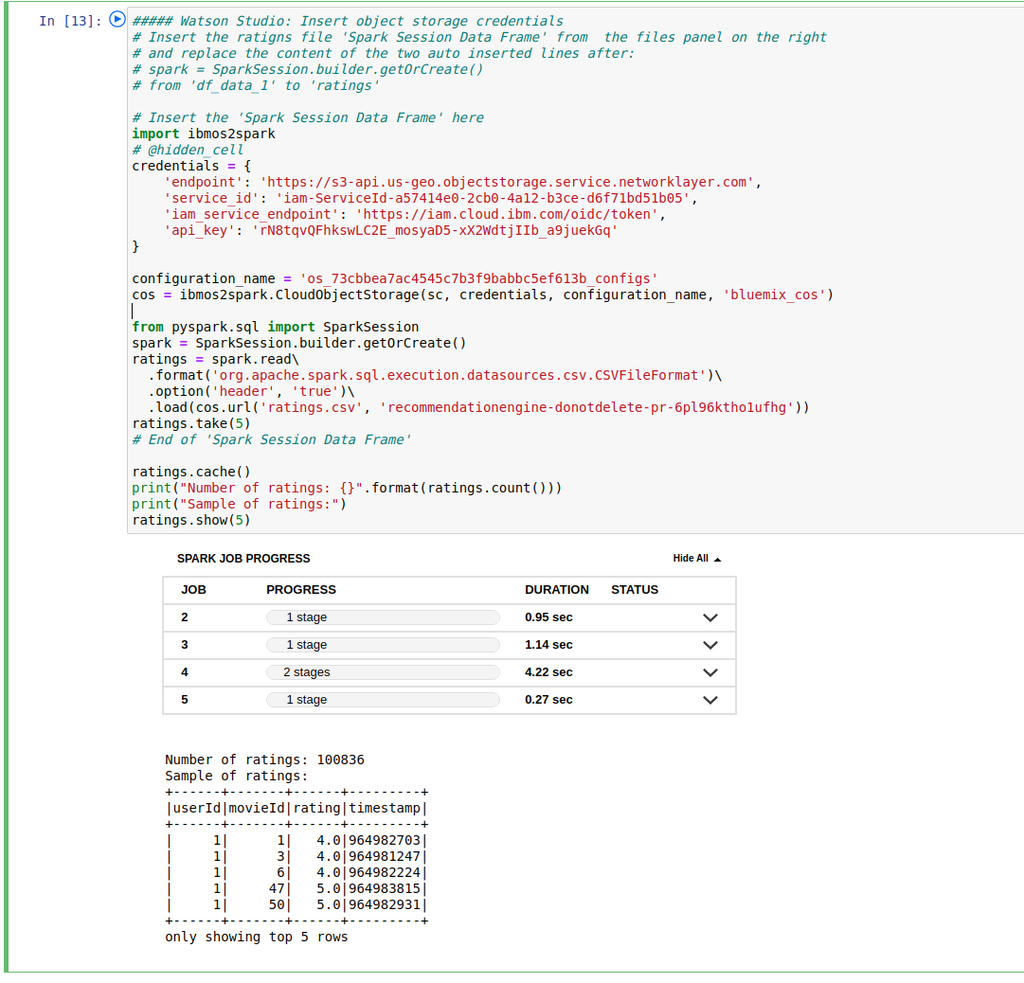 In [13]:
##### Watson Studio: Insert object storage credentials
# Insert the ratigns file 'Spark Session Data Frame' from  the files panel on the right
# and replace the content of the two auto inserted lines after:
# spark = SparkSession.builder.getOrCreate()
# from 'df_data_1' to 'ratings'

# Insert the 'Spark Session Data Frame' here
import ibmos2spark
# @hidden_cell
credentials = {
    'endpoint': 'https://s3-api.us-geo.objectstorage.service.networklayer.com',
    'service_id': 'iam-ServiceId-a57414e0-2cb0-4a12-b3ce-d6f71bd51b05',
    'iam_service_endpoint': 'https://iam.cloud.ibm.com/oidc/token',
    'api_key': 'rN8tqvQFhkswLC2E_mosyaD5-xX2WdtjIIb_a9juekGq'
}

configuration_name = 'os_73cbbea7ac4545c7b3f9babbc5ef613b_configs'
cos = ibmos2spark.CloudObjectStorage(sc, credentials, configuration_name, 'bluemix_cos')

from pyspark.sql import SparkSession
spark = SparkSession.builder.getOrCreate()
ratings = spark.read\
  .format('org.apache.spark.sql.execution.datasources.csv.CSVFileFormat')\
  .option('header', 'true')\
  .load(cos.url('ratings.csv', 'recommendationengine-donotdelete-pr-6pl96ktho1ufhg'))
ratings.take(5)
# End of 'Spark Session Data Frame'

ratings.cache()
print("Number of ratings: {}".format(ratings.count()))
print("Sample of ratings:")
ratings.show(5)
SPARK JOB PROGRESS Hide All
JOB PROGRESS DURATION STATUS
2 1 stage 0.95 sec
3 1 stage 1.14 sec
4 2 stages 4.22 sec
5 1 stage 0.27 sec
Number of ratings: 100836
Sample of ratings:
+------+-------+------+---------+
|userId|movieId|rating|timestamp|
+------+-------+------+---------+
|     1|      1|   4.0|964982703|
|     1|      3|   4.0|964981247|
|     1|      6|   4.0|964982224|
|     1|     47|   5.0|964983815|
|     1|     50|   5.0|964982931|
+------+-------+------+---------+
only showing top 5 rows